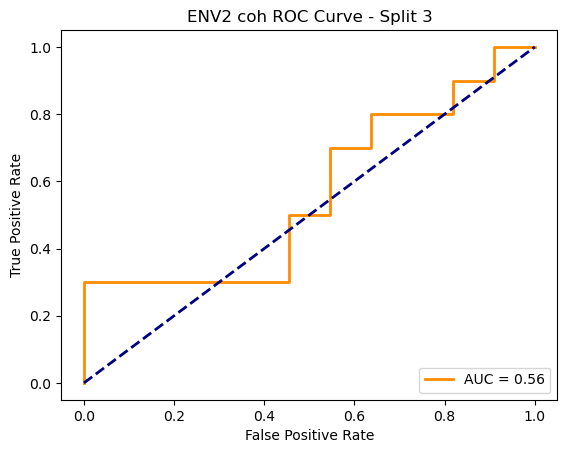 ENV2 coh ROC Curve - Split 3
True Positive Rate
1.0
0.8
0.6
0.4
0.2
0.0
AUC = 0.56
0.0 0.2 0.4 0.6 0.8 1.0
False Positive Rate